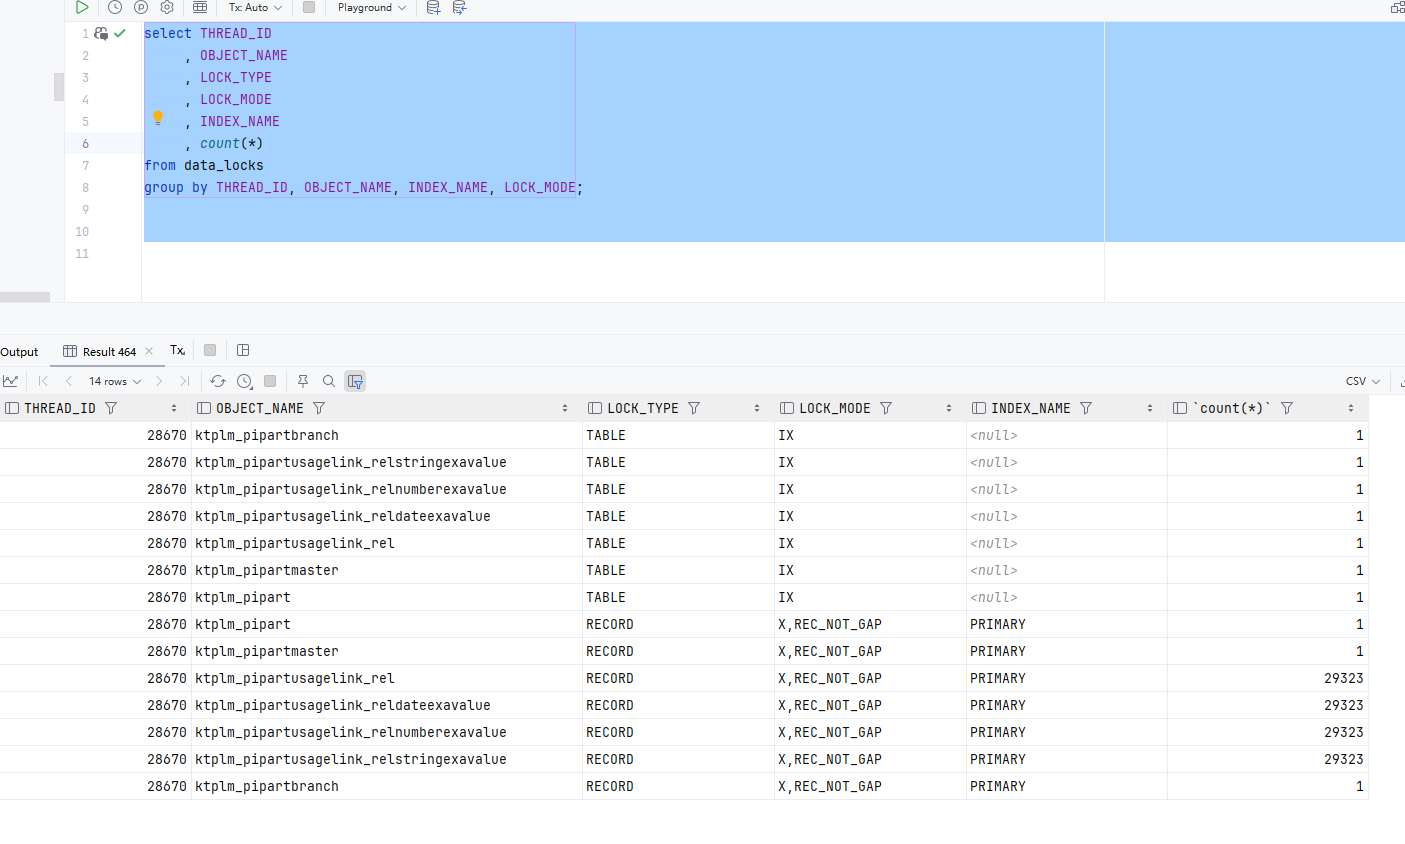 Tx: Auto Playground
1 select THREAD_ID
2 , OBJECT_NAME
3 , LOCK_TYPE
4 , LOCK_MODE
5 , INDEX_NAME
6 , count(*)
7 from data_locks
8 group by THREAD_ID, OBJECT_NAME, INDEX_NAME, LOCK_MODE;
9
10
11
Output Result 464 Tx
14 rows CSV
THREAD_ID OBJECT_NAME LOCK_TYPE LOCK_MODE INDEX_NAME `count(*)`
28670 ktplm_pipartbranch TABLE IX <null> 1
28670 ktplm_pipartusagelink_relstringexavalue TABLE IX <null> 1
28670 ktplm_pipartusagelink_relnumberexavalue TABLE IX <null> 1
28670 ktplm_pipartusagelink_reldateexavalue TABLE IX <null> 1
28670 ktplm_pipartusagelink_rel TABLE IX <null> 1
28670 ktplm_pipartmaster TABLE IX <null> 1
28670 ktplm_pipart TABLE IX <null> 1
28670 ktplm_pipart RECORD X,REC_NOT_GAP PRIMARY 1
28670 ktplm_pipartmaster RECORD X,REC_NOT_GAP PRIMARY 1
28670 ktplm_pipartusagelink_rel RECORD X,REC_NOT_GAP PRIMARY 29323
28670 ktplm_pipartusagelink_reldateexavalue RECORD X,REC_NOT_GAP PRIMARY 29323
28670 ktplm_pipartusagelink_relnumberexavalue RECORD X,REC_NOT_GAP PRIMARY 29323
28670 ktplm_pipartusagelink_relstringexavalue RECORD X,REC_NOT_GAP PRIMARY 29323
28670 ktplm_pipartbranch RECORD X,REC_NOT_GAP PRIMARY 1